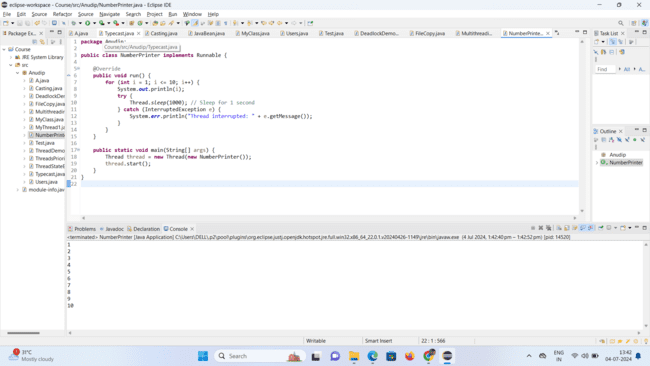 eclipse-workspace - Course/src/Anudip/Typecast.java - Eclipse IDE
File Edit Source Refactor Source Navigate Search Project Run Window Help
Package Ex...
A.java Typecast.java Casting.java JavaBean.java MyClass.java Users.java Test.java DeadlockDemo... FileCopy.java Multithreadi... NumberPrinte...
Task List
Course
JRE System Library
src
Anudip
A.java
Casting.java
DeadlockDem
FileCopy.java
Multithreadin
MyClass.java
MyThread1.ja
NumberPrinte
Test.java
ThreadDemo
ThreadsPrior
ThreadStateE
Typecast.java
Users.java
module-info.java
Course/src/Anudip/Typecast.java
1 package Anudip;
2
3 public class NumberPrinter implements Runnable {
4
5 @Override
6 public void run() {
7 for (int i = 1; i <= 10; i++) {
8 System.out.println(i);
9 try {
10 Thread.sleep(1000); // Sleep for 1 second
11 } catch (InterruptedException e) {
12 System.err.println("Thread interrupted: " + e.getMessage());
13 }
14 }
15 }
16
17 public static void main(String[] args) {
18 Thread thread = new Thread(new NumberPrinter());
19 thread.start();
20 }
21 }
22
Find All A...
Outline
Anudip
NumberPrinter
Problems Javadoc Declaration Console
<terminated> NumberPrinter [Java Application] C:\Users\DELL\.p2\pool\plugins\org.eclipse.justj.openjdk.hotspot.jre.full.win32.x86_64_22.0.1.v20240426-1149\jre\bin\javaw.exe (4 Jul 2024, 1:42:40 pm – 1:42:52 pm) [pid: 14520]
1
2
3
4
5
6
7
8
9
10
Writable Smart Insert 22 : 1 : 566
31°C
Mostly cloudy
Search
ENG
IN
13:42
04-07-2024